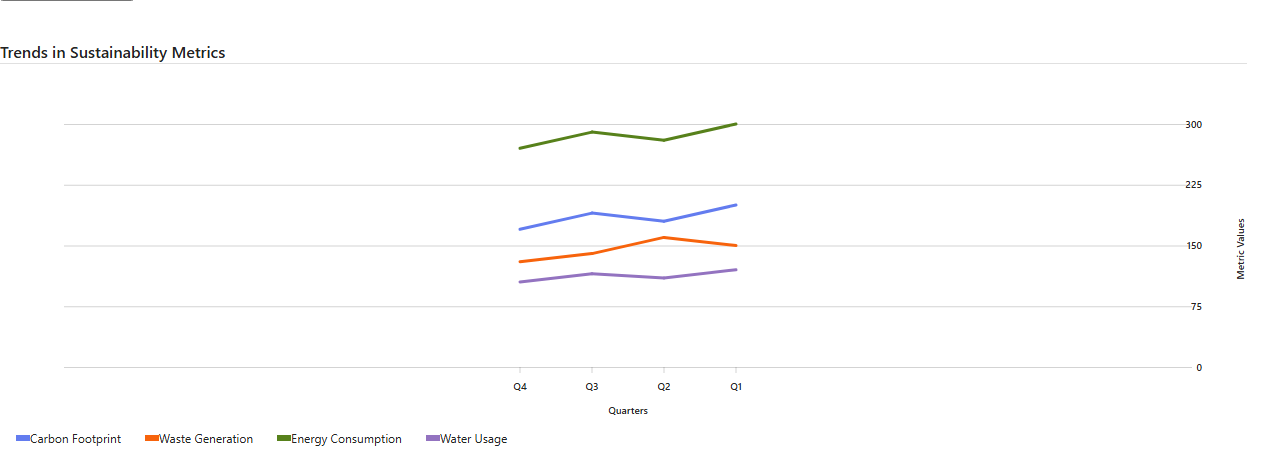 Trends in Sustainability Metrics
300
225
150
75
0
Metric Values
Q4 Q3 Q2 Q1
Quarters
Carbon Footprint Waste Generation Energy Consumption Water Usage